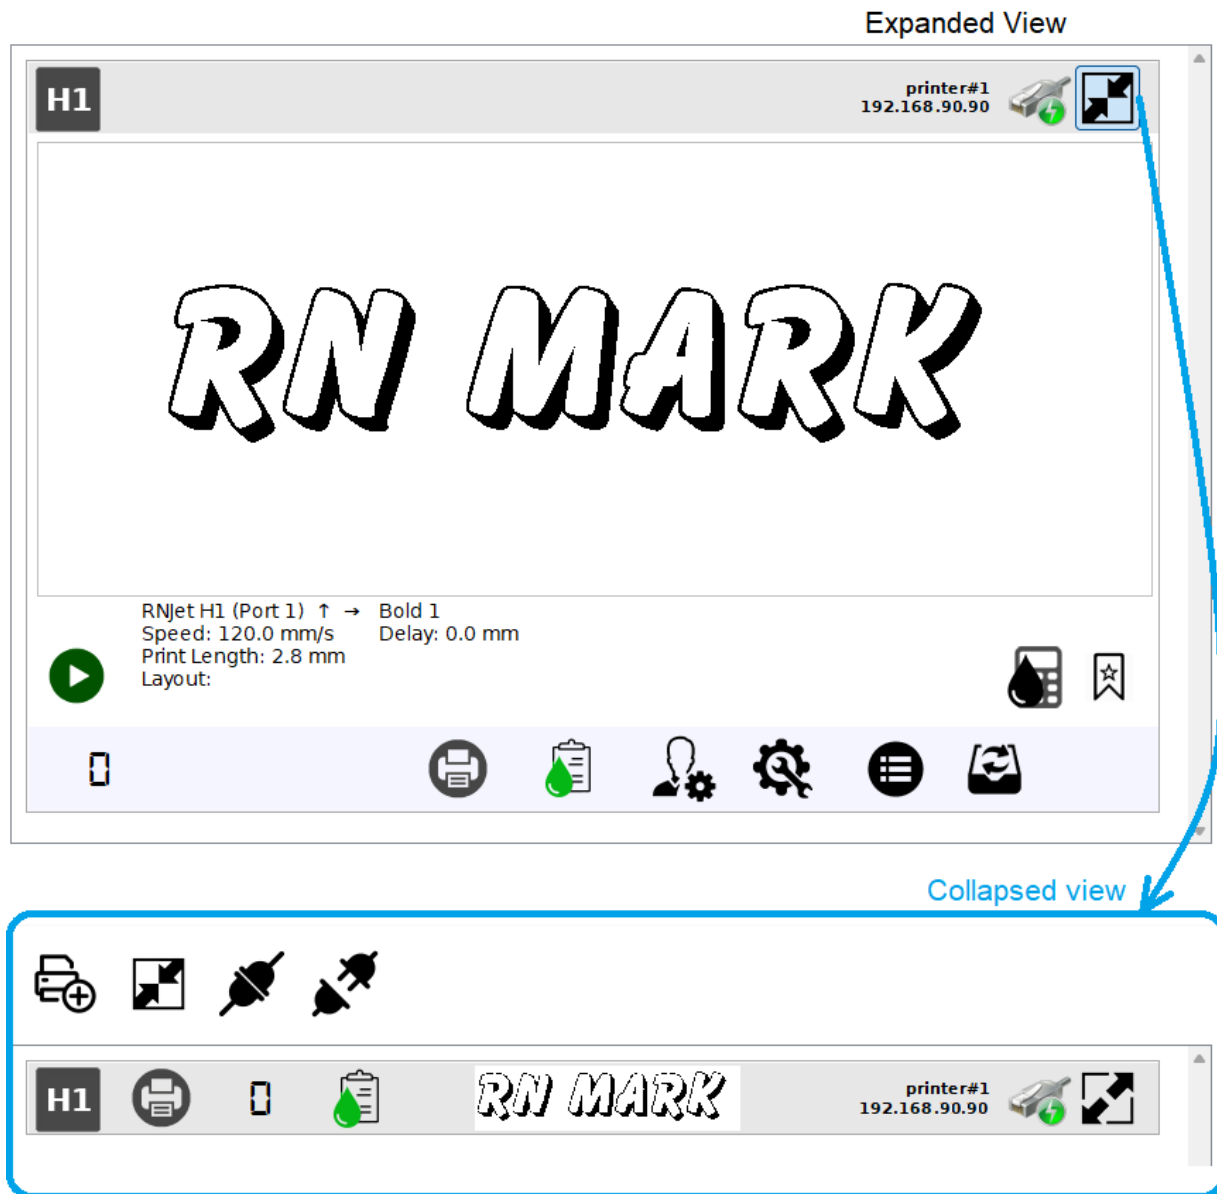 Expanded View
H1
printer#1
192.168.90.90
RN MARK
RNJet H1 (Port 1) ↑ → Bold 1
Speed: 120.0 mm/s Delay: 0.0 mm
Print Length: 2.8 mm
Layout:
0
Collapsed view
H1
0
RN MARK
printer#1
192.168.90.90